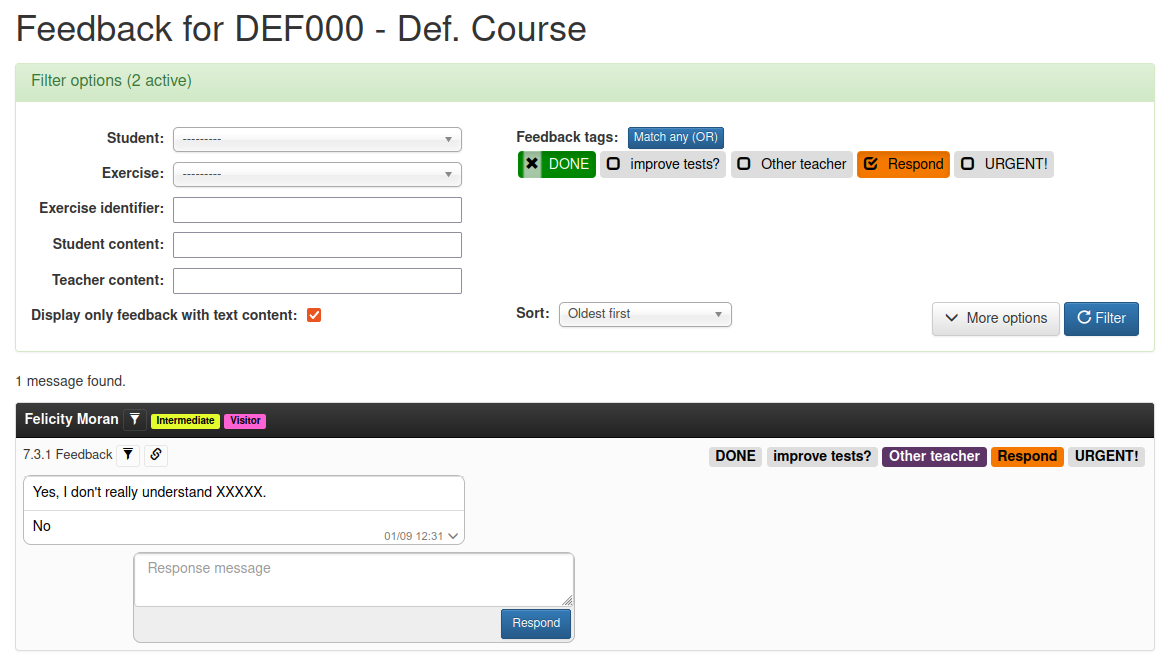 Feedback for DEF000 - Def. Course
Filter options (2 active)
Student: ---------
Exercise: ---------
Exercise identifier:
Student content:
Teacher content:
Display only feedback with text content:
Feedback tags: Match any (OR)
DONE improve tests? Other teacher Respond URGENT!
Sort: Oldest first
More options Filter
1 message found.
Felicity Moran Intermediate Visitor
7.3.1 Feedback DONE improve tests? Other teacher Respond URGENT!
Yes, I don't really understand XXXXX.
No
01/09 12:31
Response message
Respond